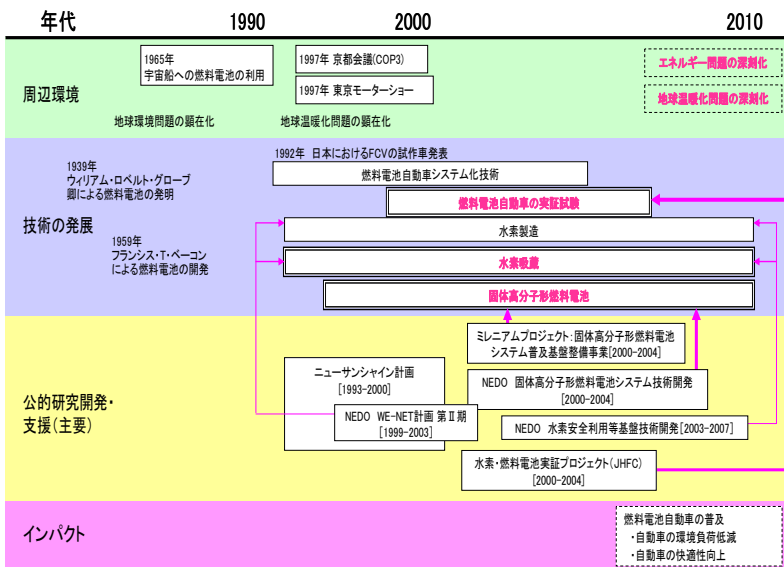 年代
1990
2000
2010
周辺環境
1965年
宇宙船への燃料電池の利用
1997年 京都会議(COP3)
1997年 東京モーターショー
エネルギー問題の深刻化
地球温暖化問題の深刻化
地球環境問題の顕在化
地球温暖化問題の顕在化
技術の発展
1939年
ウィリアム・ロベルト・グローブ
卿による燃料電池の発明
1959年
フランシス・T・ベーコン
による燃料電池の開発
1992年 日本におけるFCVの試作車発表
燃料電池自動車システム化技術
燃料電池自動車の実証試験
水素製造
水素吸蔵
固体高分子形燃料電池
公的研究開発・
支援(主要)
ミレニアムプロジェクト:固体高分子形燃料電池
システム普及基盤整備事業[2000-2004]
ニューサンシャイン計画
[1993-2000]
NEDO 固体高分子形燃料電池システム技術開発
[2000-2004]
NEDO WE-NET計画 第Ⅱ期
[1999-2003]
NEDO 水素安全利用等基盤技術開発[2003-2007]
水素・燃料電池実証プロジェクト(JHFC)
[2000-2004]
インパクト
燃料電池自動車の普及
・自動車の環境負荷低減
・自動車の快適性向上